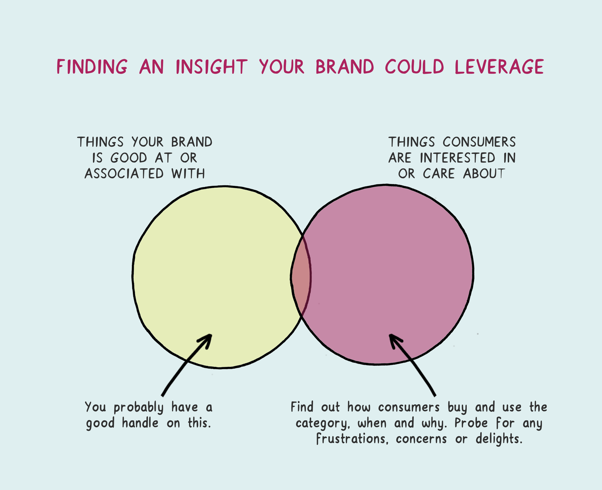 FINDING AN INSIGHT YOUR BRAND COULD LEVERAGE
THINGS YOUR BRAND
IS GOOD AT OR
ASSOCIATED WITH
THINGS CONSUMERS
ARE INTERESTED IN
OR CARE ABOUT
You probably have a
good handle on this.
Find out how consumers buy and use the
category, when and why. Probe for any
frustrations, concerns or delights.